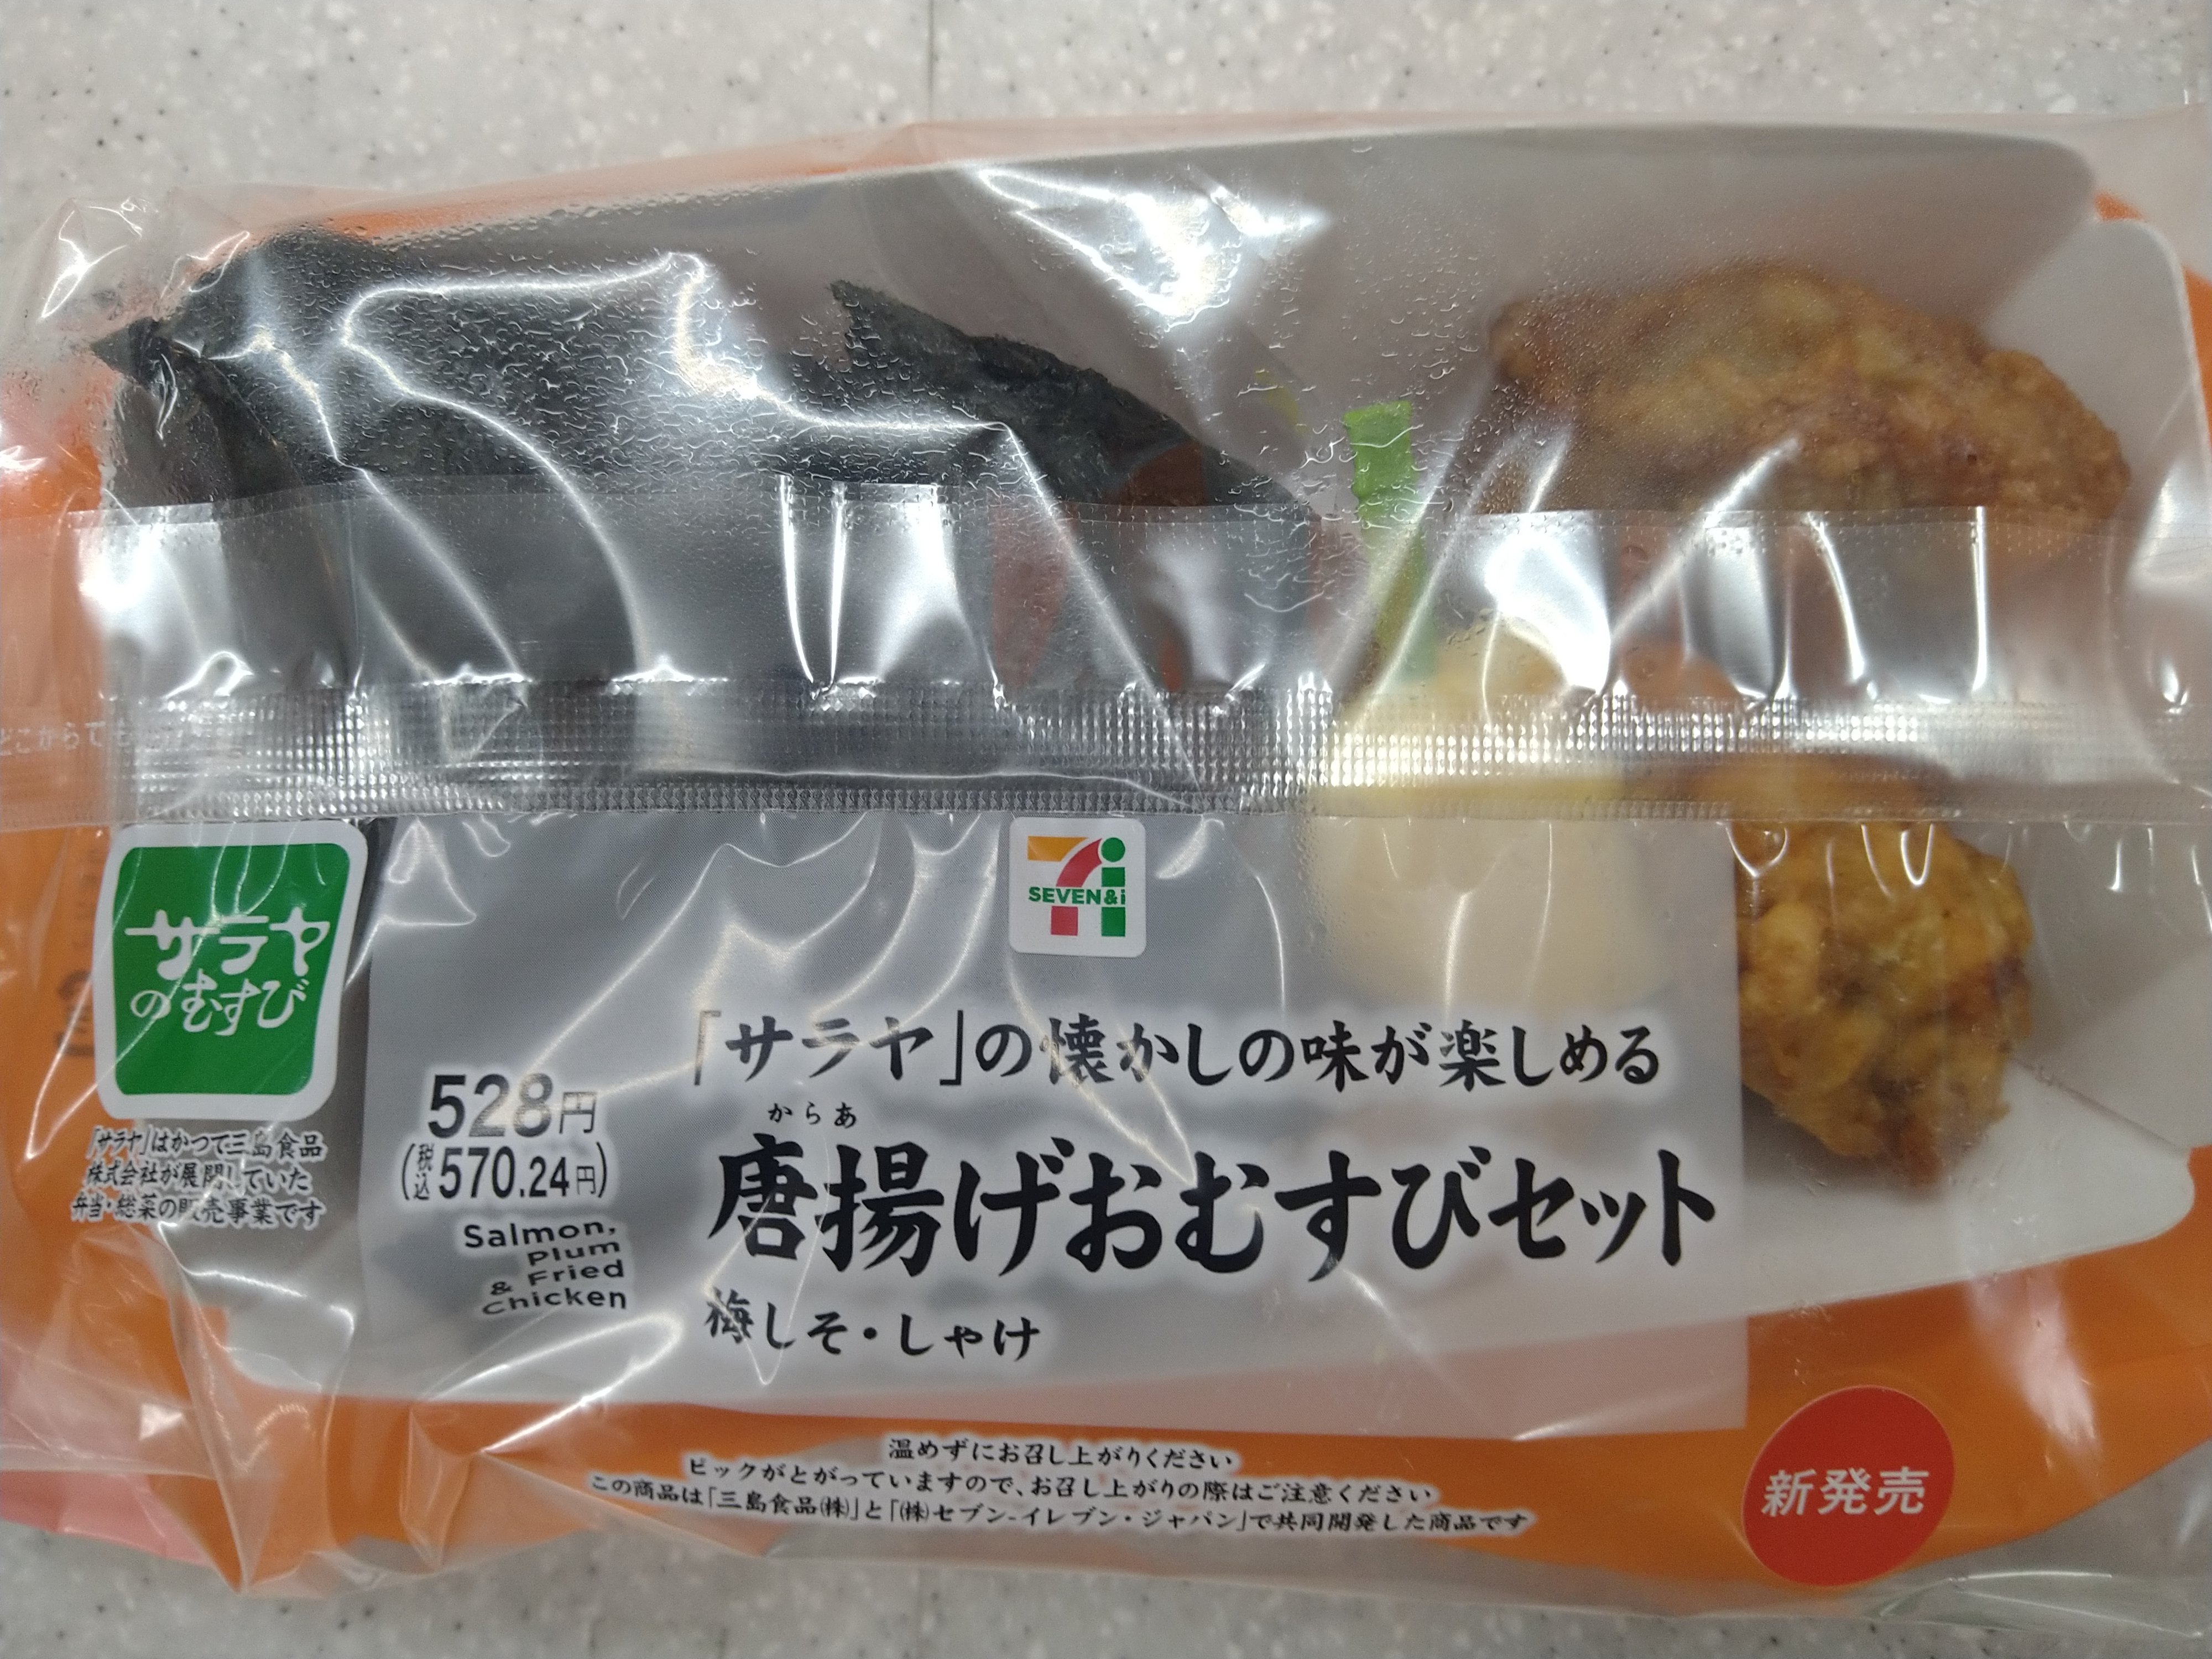 どこからでも
サラヤ
のむすび
「サラヤ」はかつて三島食品
株式会社が展開していた
弁当・総菜の販売事業です
SEVEN&i
528円
(税込570.24円)
Salmon,
Plum
& Fried
Chicken
「サラヤ」の懐かしの味が楽しめる
からあ
唐揚げおむすびセット
梅しそ・しゃけ
温めずにお召し上がりください
ピックがとがっていますので、お召し上がりの際はご注意ください
この商品は「三島食品㈱」と「㈱セブン-イレブン・ジャパン」で共同開発した商品です
新発売